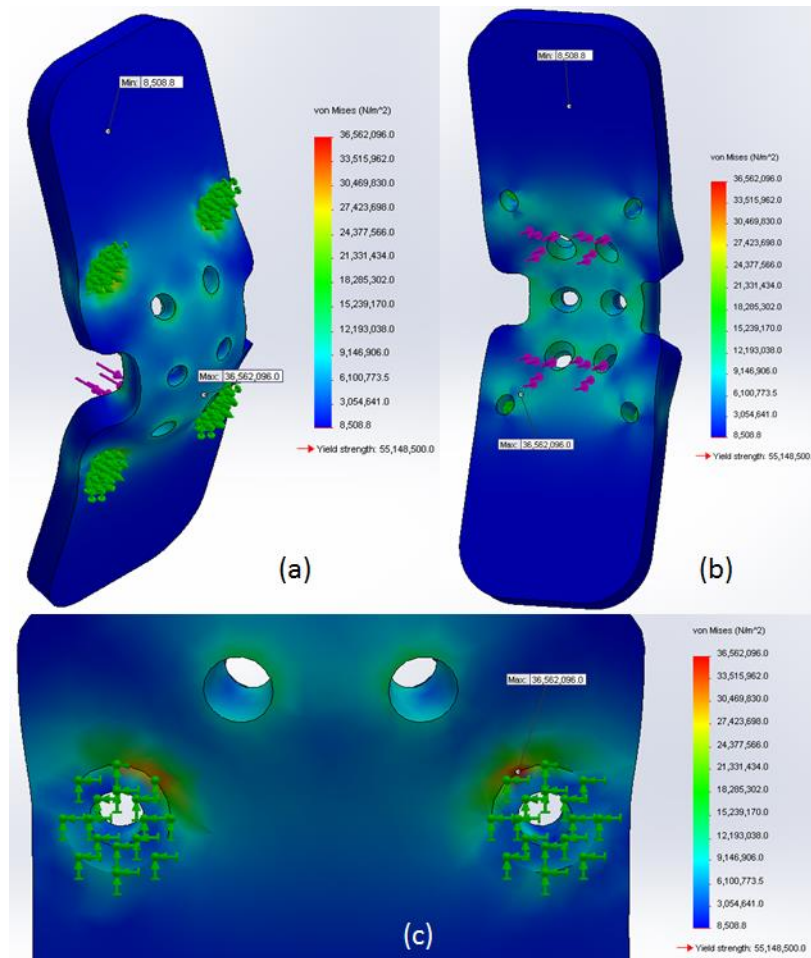 Min: 8,508.8
von Mises (N/m^2)
36,562,096.0
33,515,962.0
30,469,830.0
27,423,698.0
24,377,566.0
21,331,434.0
18,285,302.0
15,239,170.0
12,193,038.0
9,146,906.0
6,100,773.5
3,054,641.0
8,508.8
Yield strength: 55,148,500.0
Max: 36,562,096.0
(a)
Min: 8,508.8
von Mises (N/m^2)
36,562,096.0
33,515,962.0
30,469,830.0
27,423,698.0
24,377,566.0
21,331,434.0
18,285,302.0
15,239,170.0
12,193,038.0
9,146,906.0
6,100,773.5
3,054,641.0
8,508.8
Yield strength: 55,148,500.
Max: 36,562,096.0
(b)
von Mises (N/m^2)
36,562,096.0
33,515,962.0
30,469,830.0
27,423,698.0
24,377,566.0
21,331,434.0
18,285,302.0
15,239,170.0
12,193,038.0
9,146,906.0
6,100,773.5
3,054,641.0
8,508.8
Yield strength: 55,148,500.0
Max: 36,562,096.0
(c)